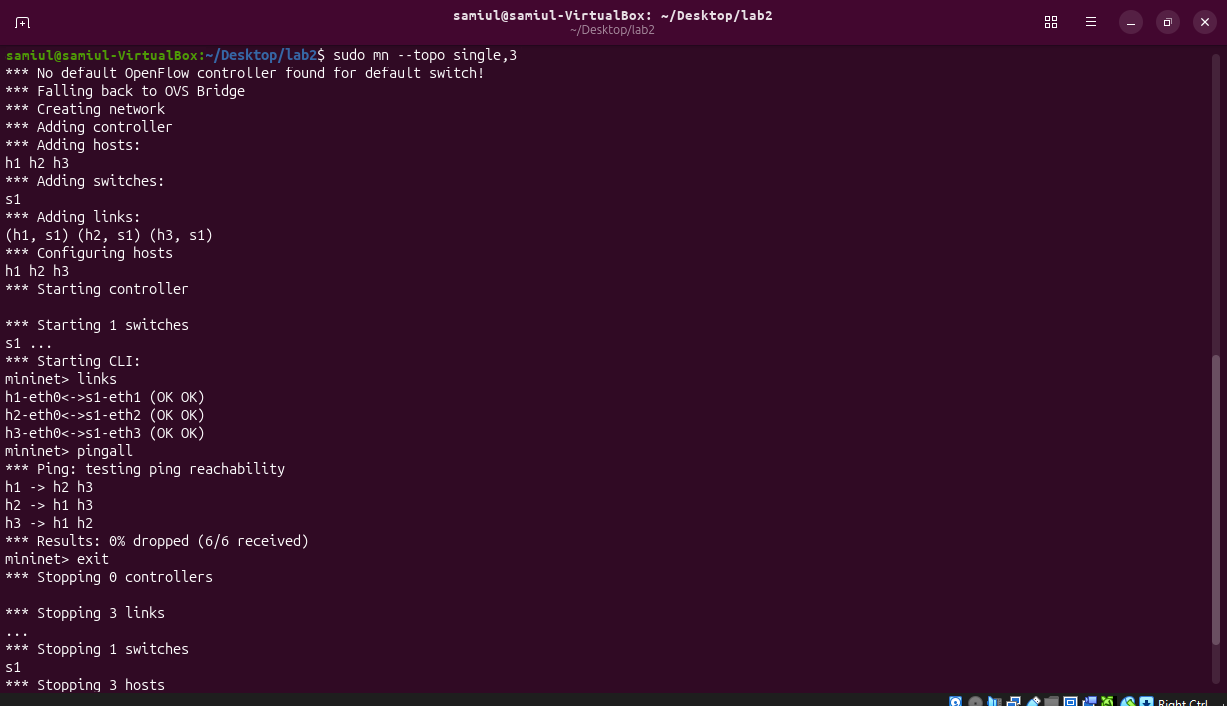 samiul@samiul-VirtualBox: ~/Desktop/lab2
~/Desktop/lab2
samiul@samiul-VirtualBox:~/Desktop/lab2$ sudo mn --topo single,3
*** No default OpenFlow controller found for default switch!
*** Falling back to OVS Bridge
*** Creating network
*** Adding controller
*** Adding hosts:
h1 h2 h3
*** Adding switches:
s1
*** Adding links:
(h1, s1) (h2, s1) (h3, s1)
*** Configuring hosts
h1 h2 h3
*** Starting controller

*** Starting 1 switches
s1 ...
*** Starting CLI:
mininet> links
h1-eth0<->s1-eth1 (OK OK)
h2-eth0<->s1-eth2 (OK OK)
h3-eth0<->s1-eth3 (OK OK)
mininet> pingall
*** Ping: testing ping reachability
h1 -> h2 h3
h2 -> h1 h3
h3 -> h1 h2
*** Results: 0% dropped (6/6 received)
mininet> exit
*** Stopping 0 controllers

*** Stopping 3 links
...
*** Stopping 1 switches
s1
*** Stopping 3 hosts
Right Ctrl